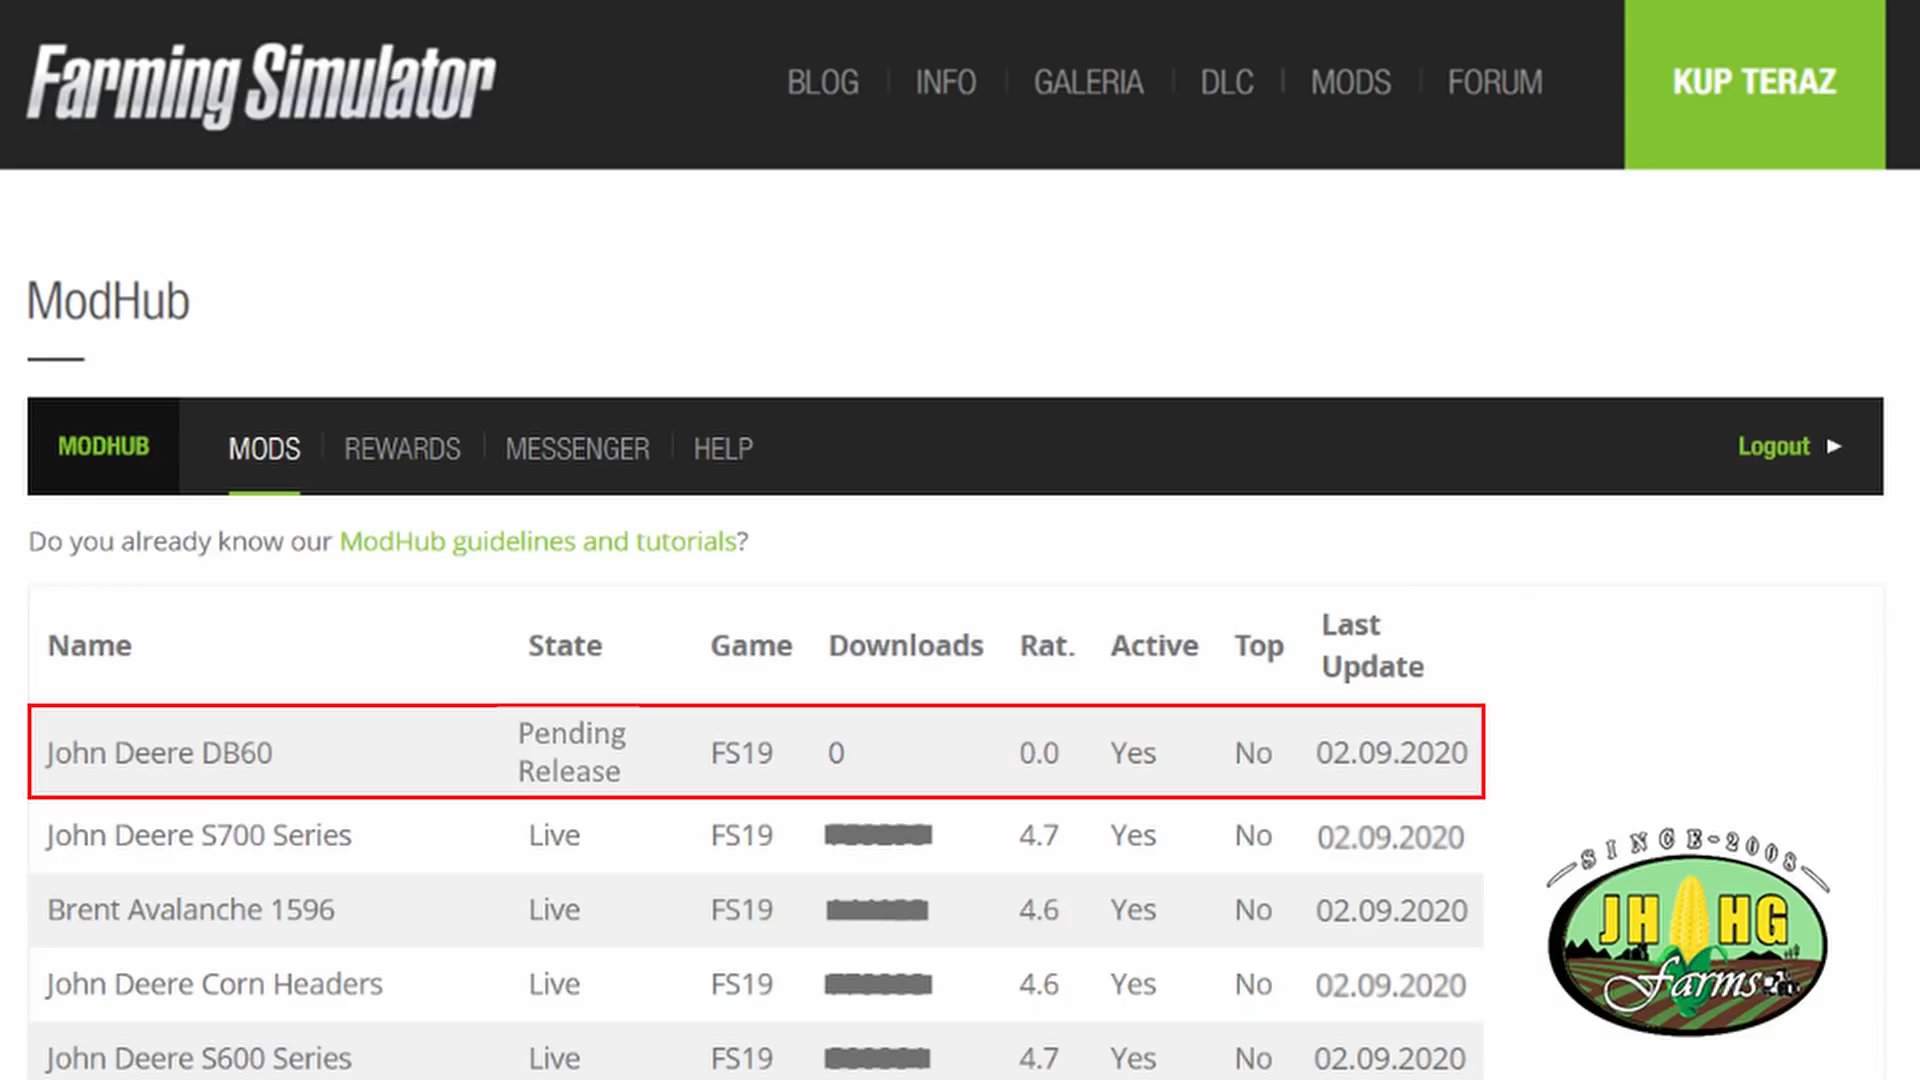 Farming Simulator
BLOG INFO GALERIA DLC MODS FORUM KUP TERAZ
ModHub
MODHUB MODS REWARDS MESSENGER HELP Logout
Do you already know our ModHub guidelines and tutorials?
Name State Game Downloads Rat. Active Top Last Update
John Deere DB60 Pending Release FS19 0 0.0 Yes No 02.09.2020
John Deere S700 Series Live FS19 4.7 Yes No 02.09.2020
Brent Avalanche 1596 Live FS19 4.6 Yes No 02.09.2020
John Deere Corn Headers Live FS19 4.6 Yes No 02.09.2020
John Deere S600 Series Live FS19 4.7 Yes No 02.09.2020
SINCE-2008
JHHG
Farms